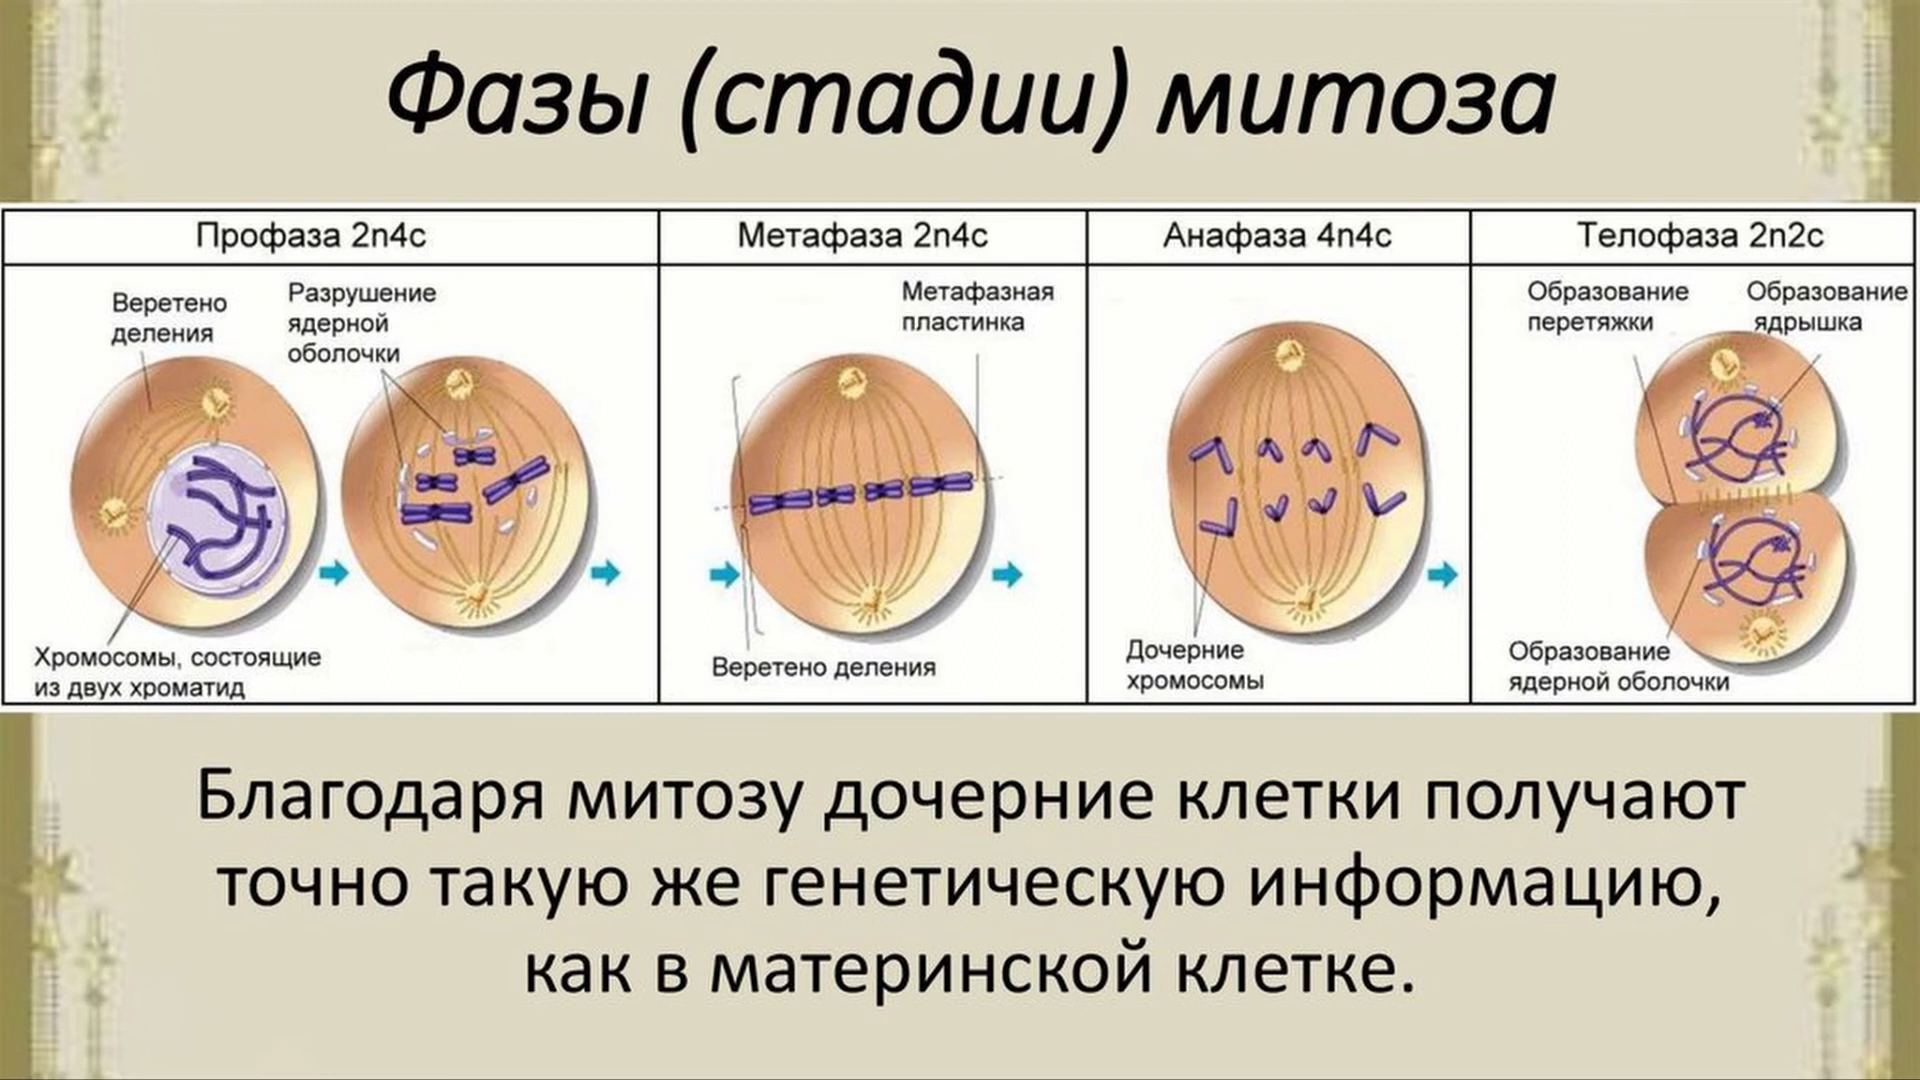 Фазы (стадии) митоза
Профаза 2n4c
Метафаза 2n4c
Анафаза 4n4c
Телофаза 2n2c
Веретено
деления
Разрушение
ядерной
оболочки
Хромосомы, состоящие
из двух хроматид
Метафазная
пластинка
Веретено деления
Дочерние
хромосомы
Образование
перетяжки
Образование
ядрышка
Образование
ядерной оболочки
Благодаря митозу дочерние клетки получают
точно такую же генетическую информацию,
как в материнской клетке.